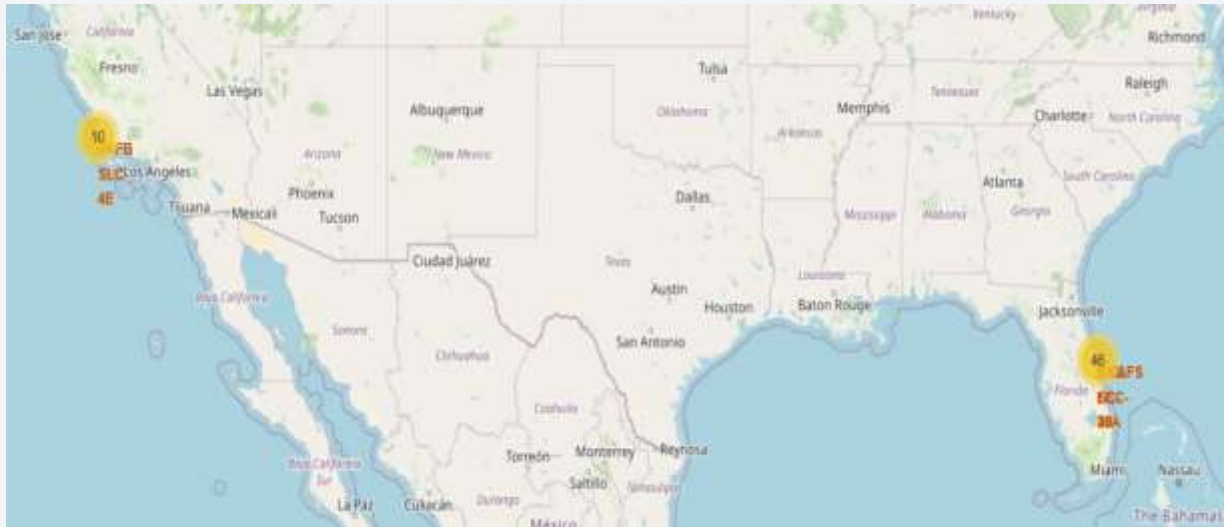 San Jose
California
Kentucky
Virginia
Richmond
Fresno
Las Vegas
Tulsa
Raleigh
Albuquerque
Oklahoma
Memphis
Tennessee
Charlotte
North Carolina
10
Arizona
New Mexico
Arkansas
FB
SLC
Los Angeles
4E
Phoenix
Atlanta
South Carolina
Tijuana
Mexicali
Tucson
Dallas
Mississippi
Alabama
Georgia
Ciudad Juárez
Texas
Louisiana
Baja California
Austin
Houston
Baton Rouge
Jacksonville
Sonora
San Antonio
Chihuahua
46
AFS
Florida
Coahuila
Torreón
Monterrey
Reynosa
Baja California
Sur
Saltillo
Miami
Nassau
La Paz
Culiacán
Durango
Tamaulipas
México
The Bahamas